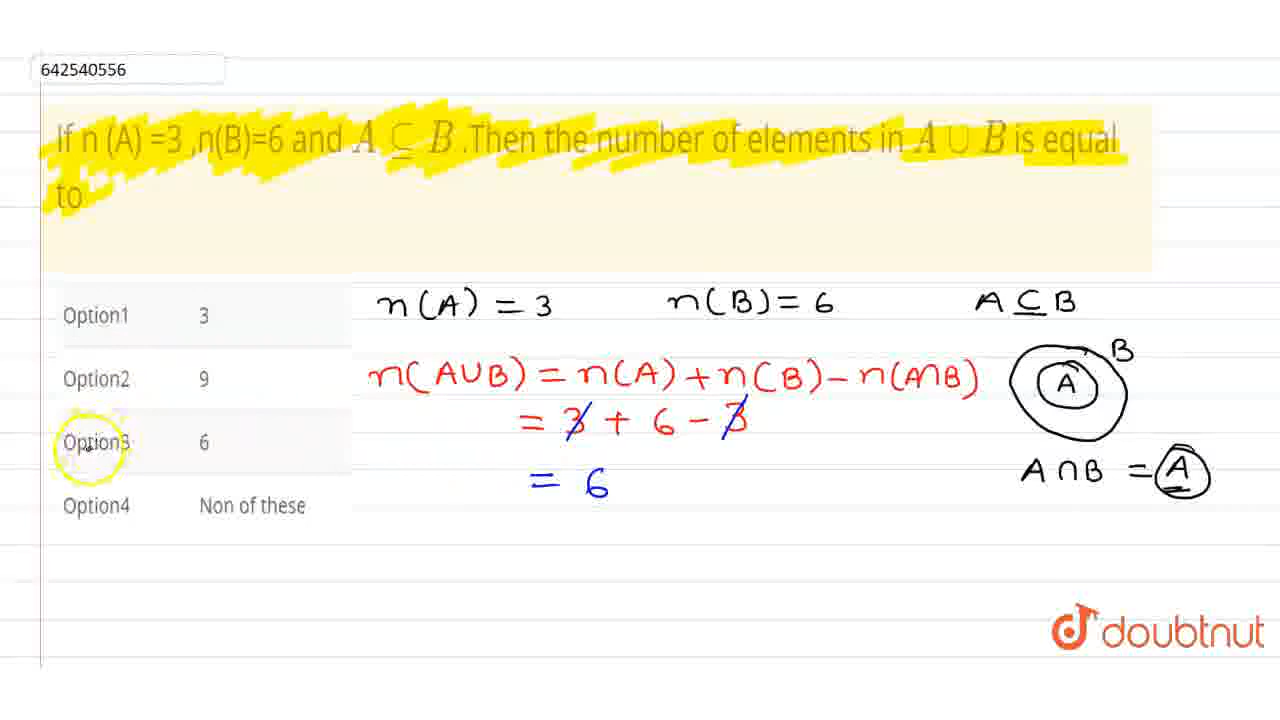 642540556
If n (A) =3 ,n(B)=6 and A ⊆ B .Then the number of elements in A ∪ B is equal
to
Option1 3
Option2 9
Option3 6
Option4 Non of these
n(A) = 3 n(B) = 6 A ⊆ B
n(A∪B) = n(A) + n(B) − n(A∩B)
= 3 + 6 − 3
= 6
B
A
A ∩ B = A
doubtnut